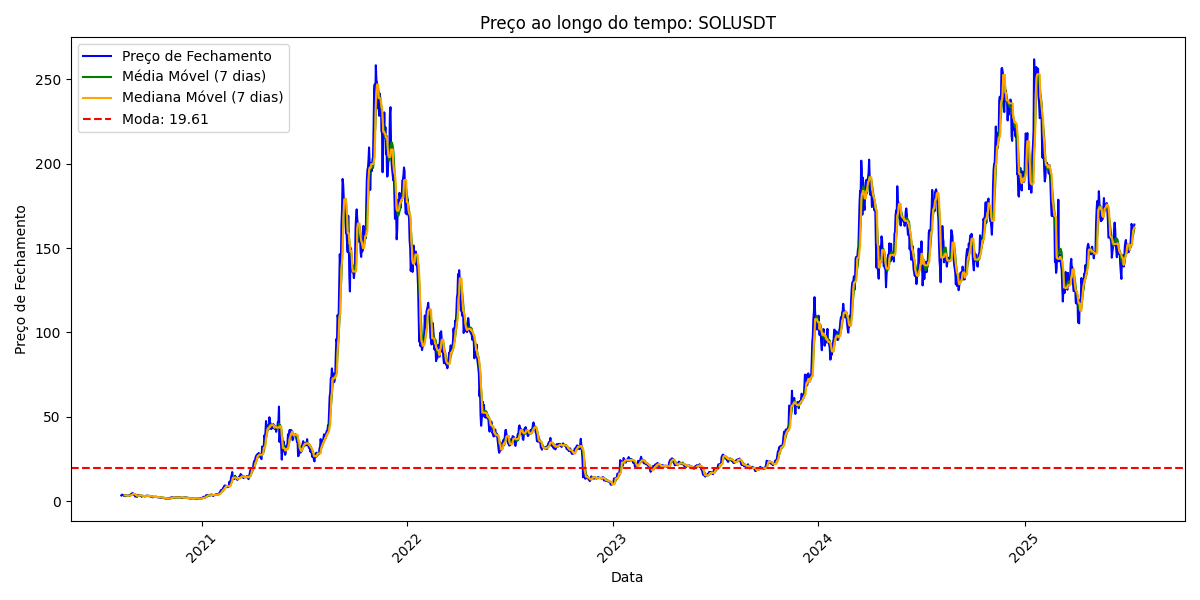 Preço ao longo do tempo: SOLUSDT
Preço de Fechamento
Média Móvel (7 dias)
Mediana Móvel (7 dias)
Moda: 19.61
Preço de Fechamento
250
200
150
100
50
0
2021
2022
2023
2024
2025
Data